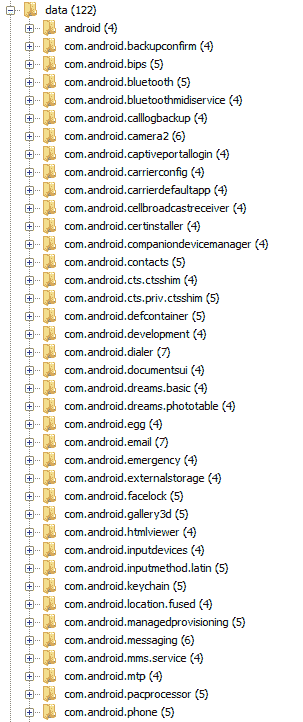 data (122)
android (4)
com.android.backupconfirm (4)
com.android.bips (5)
com.android.bluetooth (5)
com.android.bluetoothmidiservice (4)
com.android.calllogbackup (4)
com.android.camera2 (6)
com.android.captiveportallogin (4)
com.android.carrierconfig (4)
com.android.carrierdefaultapp (4)
com.android.cellbroadcastreceiver (4)
com.android.certinstaller (4)
com.android.companiondevicemanager (4)
com.android.contacts (5)
com.android.cts.ctsshim (4)
com.android.cts.priv.ctsshim (5)
com.android.defcontainer (5)
com.android.development (4)
com.android.dialer (7)
com.android.documentsui (4)
com.android.dreams.basic (4)
com.android.dreams.phototable (4)
com.android.egg (4)
com.android.email (7)
com.android.emergency (4)
com.android.externalstorage (4)
com.android.facelock (5)
com.android.gallery3d (5)
com.android.htmlviewer (4)
com.android.inputdevices (4)
com.android.inputmethod.latin (5)
com.android.keychain (5)
com.android.location.fused (4)
com.android.managedprovisioning (5)
com.android.messaging (6)
com.android.mms.service (4)
com.android.mtp (4)
com.android.pacprocessor (5)
com.android.phone (5)